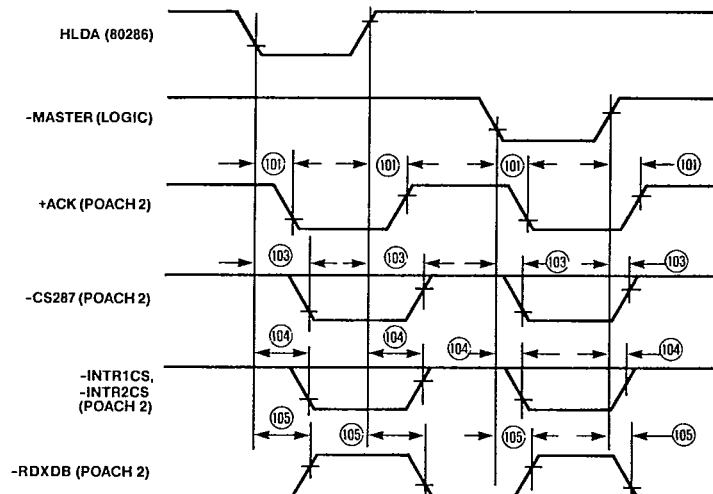 HLDA (80286)
-MASTER (LOGIC)
101 101 101 101
+ACK (POACH 2)
103 103 103 103
-CS287 (POACH 2)
104 104 104 104
-INTR1CS,
-INTR2CS
(POACH 2)
105 105 105 105
-RDXDB (POACH 2)